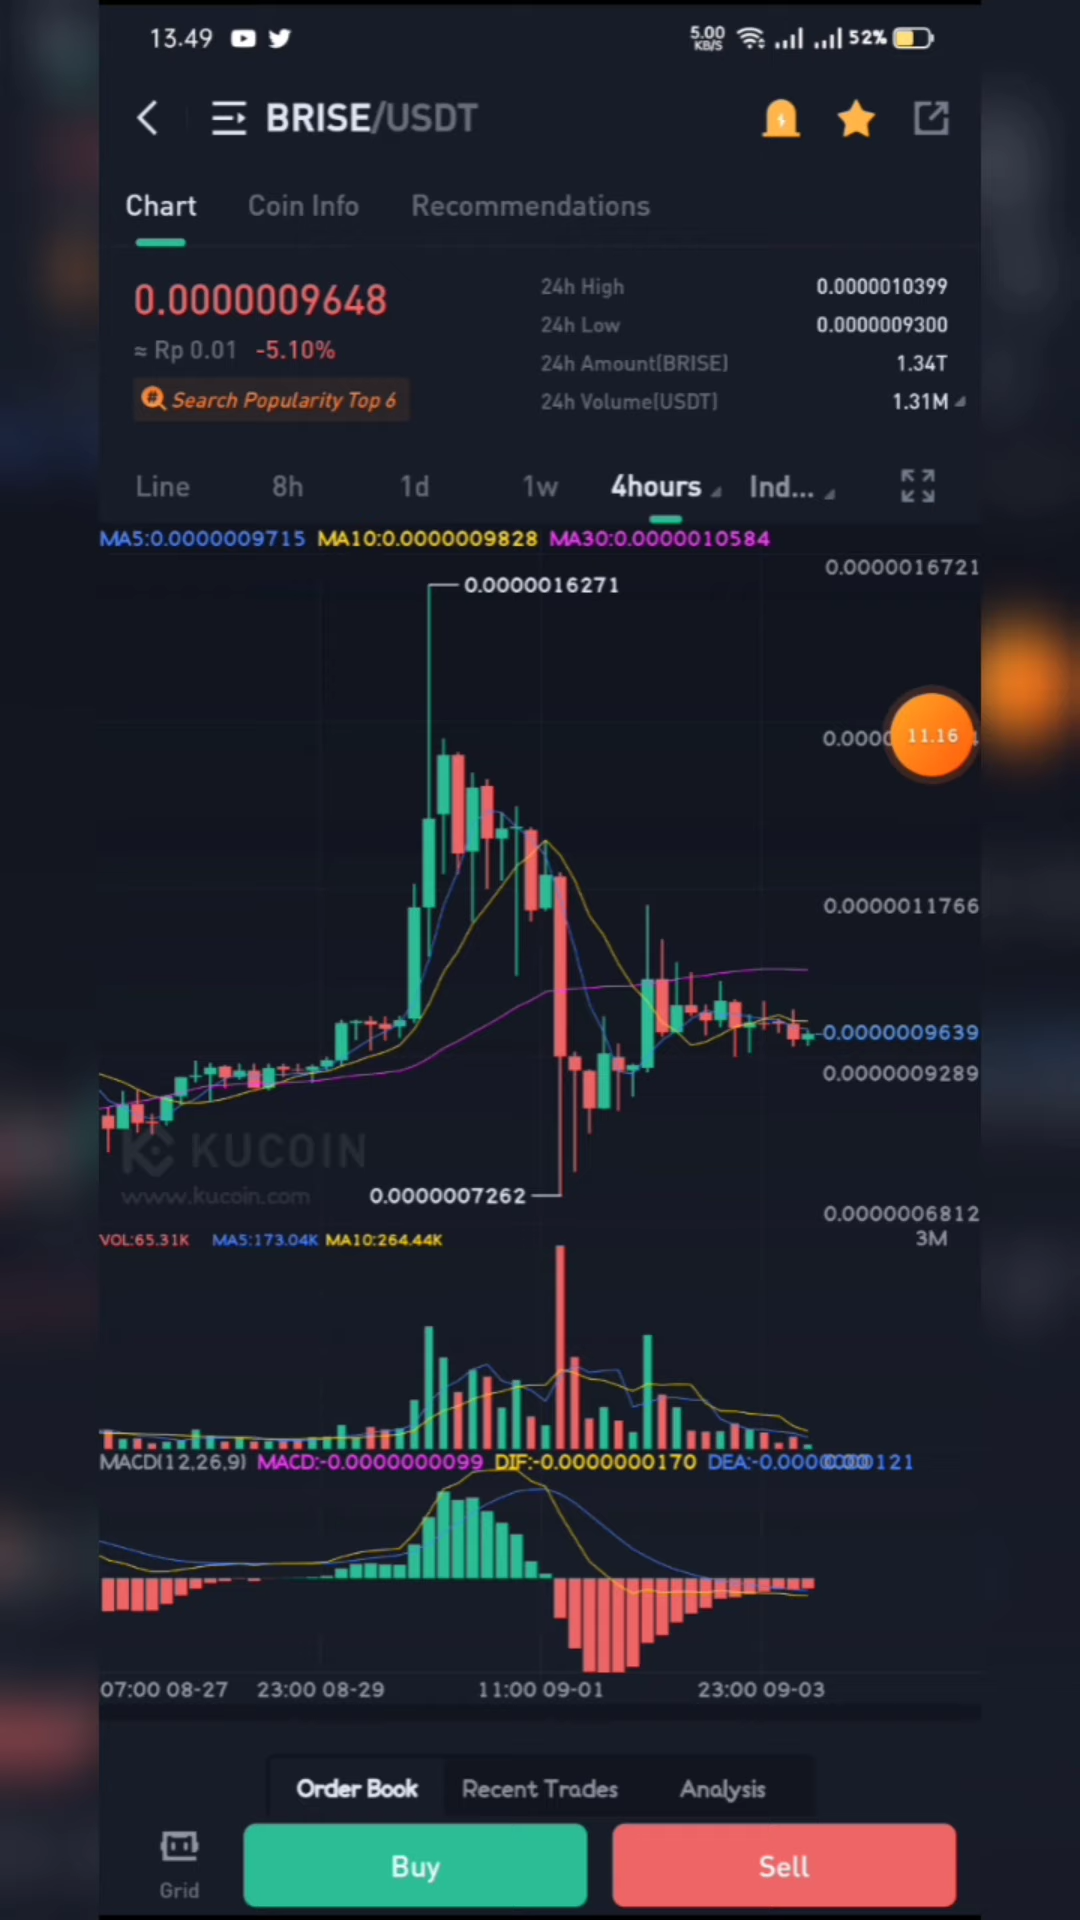 13.49 5.00 KB/S 52%
BRISE/USDT
Chart Coin Info Recommendations
0.0000009648
≈ Rp 0.01 -5.10%
Search Popularity Top 6
24h High 0.0000010399
24h Low 0.0000009300
24h Amount(BRISE) 1.34T
24h Volume(USDT) 1.31M
Line 8h 1d 1w 4hours Ind...
MA5:0.0000009715 MA10:0.0000009828 MA30:0.0000010584
0.0000016721
0.0000016271
11.16
0.0000011766
0.0000009639
0.0000009289
KUCOIN
www.kucoin.com
0.0000007262
0.0000006812
VOL:65.31K MA5:173.04K MA10:264.44K 3M
MACD(12,26,9) MACD:-0.0000000099 DIF:-0.0000000170
07:00 08-27 23:00 08-29 11:00 09-01 23:00 09-03
Order Book Recent Trades Analysis
Grid Buy Sell